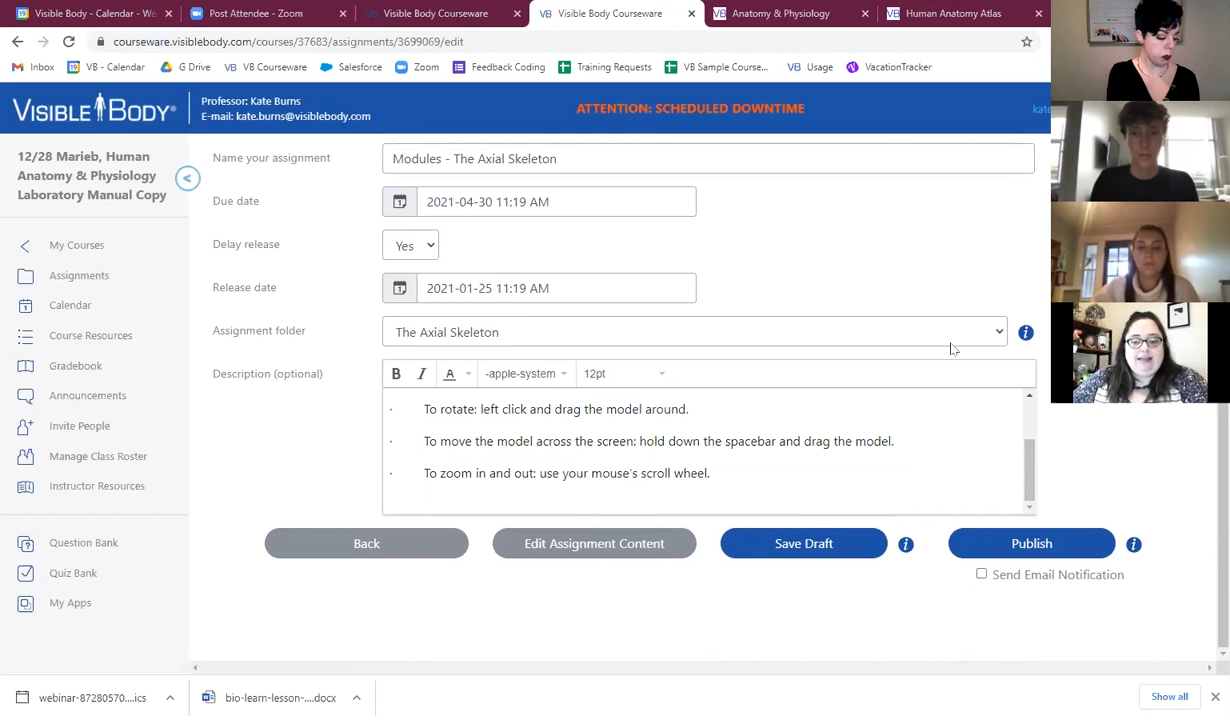 Visible Body - Calendar - We
Post Attendee - Zoom
Visible Body Courseware
Visible Body Courseware
Anatomy & Physiology
Human Anatomy Atlas
courseware.visiblebody.com/courses/37683/assignments/3699069/edit
Inbox
VB - Calendar
G Drive
VB Courseware
Salesforce
Zoom
Feedback Coding
Training Requests
VB Sample Course...
Usage
VacationTracker
VISIBLE BODY®
Professor: Kate Burns
E-mail: kate.burns@visiblebody.com
ATTENTION: SCHEDULED DOWNTIME
kate
12/28 Marieb, Human
Anatomy & Physiology
Laboratory Manual Copy
<
My Courses
Assignments
Calendar
Course Resources
Gradebook
Announcements
Invite People
Manage Class Roster
Instructor Resources
Question Bank
Quiz Bank
My Apps
Name your assignment
Modules - The Axial Skeleton
Due date
2021-04-30 11:19 AM
Delay release
Yes
Release date
2021-01-25 11:19 AM
Assignment folder
The Axial Skeleton
Description (optional)
B I A -apple-system 12pt
· To rotate: left click and drag the model around.
· To move the model across the screen: hold down the spacebar and drag the model.
· To zoom in and out: use your mouse's scroll wheel.
Back
Edit Assignment Content
Save Draft
Publish
Send Email Notification
webinar-87280570....ics
bio-learn-lesson-....docx
Show all